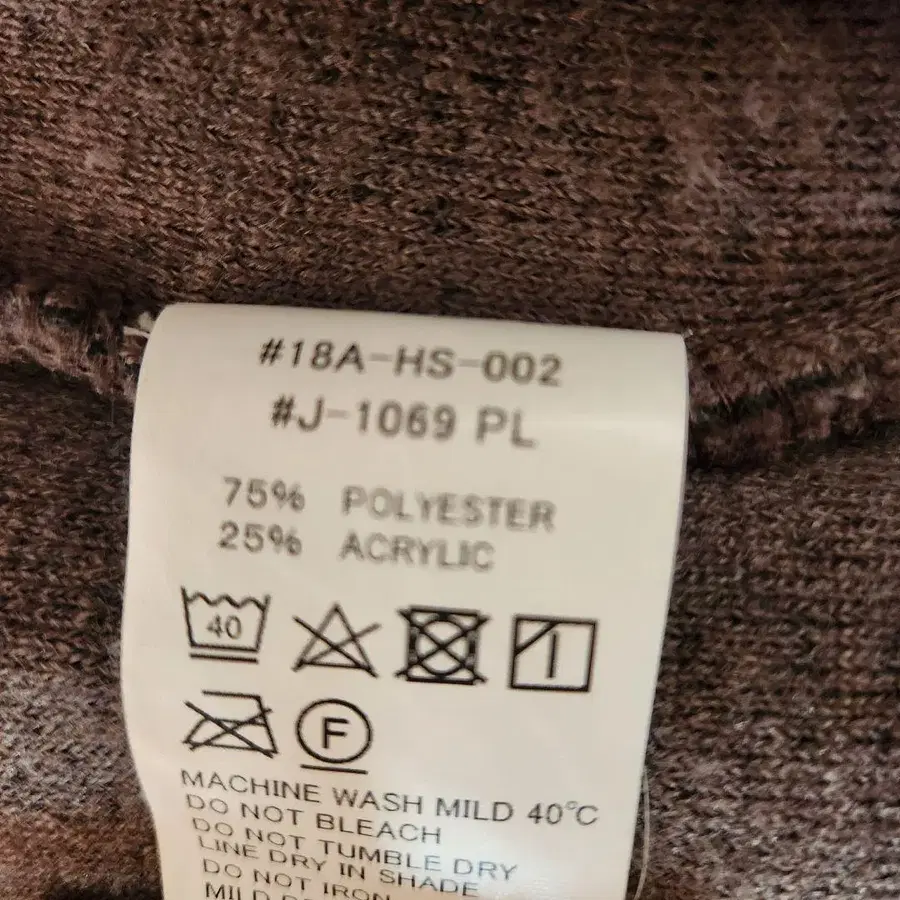 #18A-HS-002
#J-1069 PL
75% POLYESTER
25% ACRYLIC
40
F
MACHINE WASH MILD 40℃
DO NOT BLEACH
DO NOT TUMBLE DRY
LINE DRY IN SHADE
DO NOT IRON
MILD